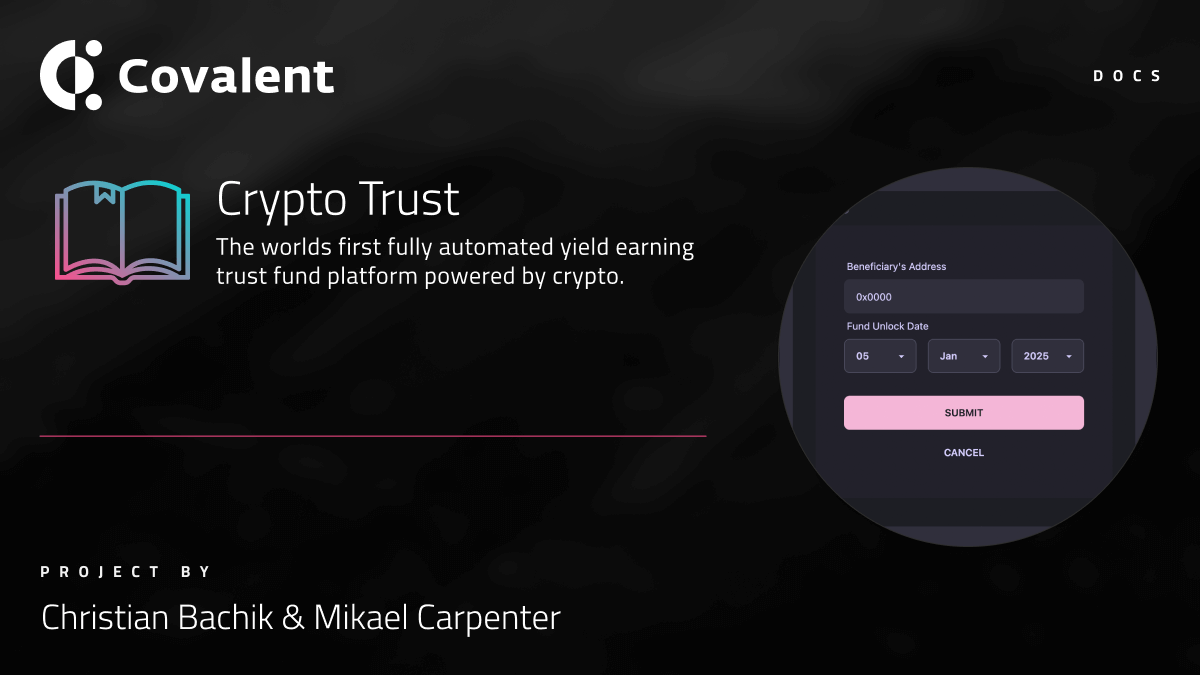 Covalent
DOCS
Crypto Trust
The worlds first fully automated yield earning
trust fund platform powered by crypto.
Beneficiary's Address
0x0000
Fund Unlock Date
05 Jan 2025
SUBMIT
CANCEL
PROJECT BY
Christian Bachik & Mikael Carpenter